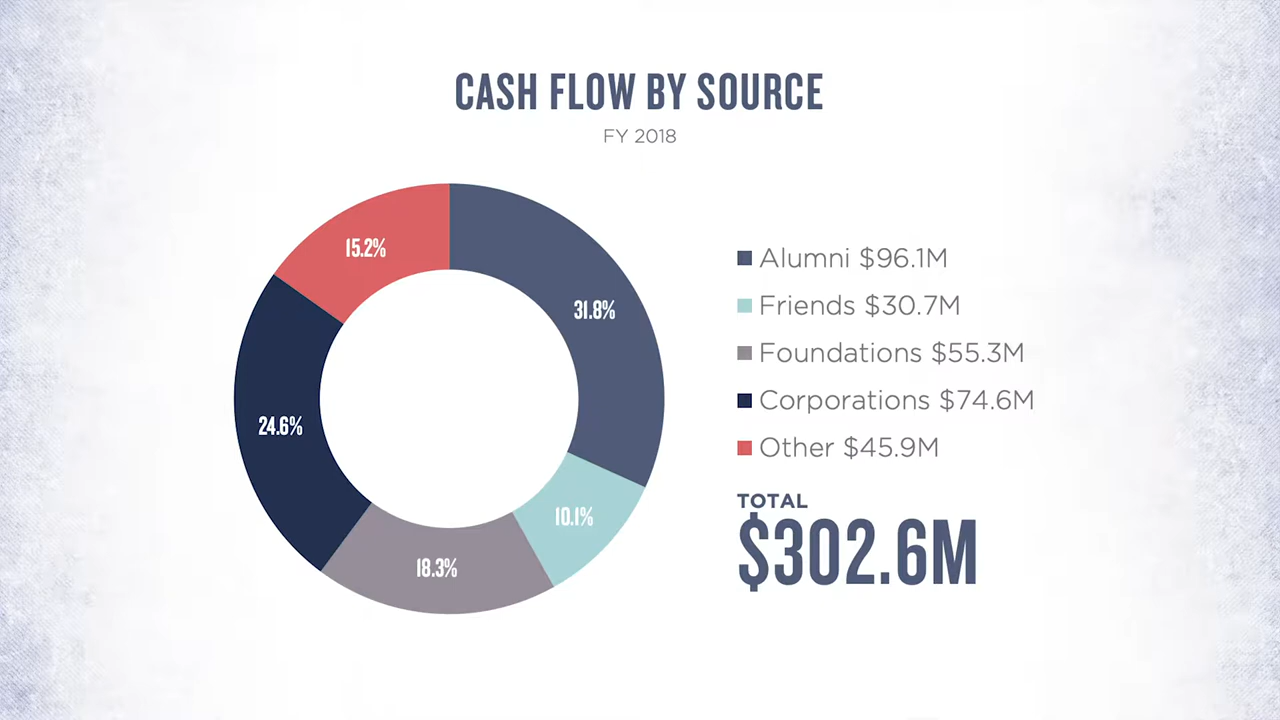 CASH FLOW BY SOURCE
FY 2018
15.2%
31.8%
24.6%
10.1%
18.3%
Alumni $96.1M
Friends $30.7M
Foundations $55.3M
Corporations $74.6M
Other $45.9M
TOTAL
$302.6M